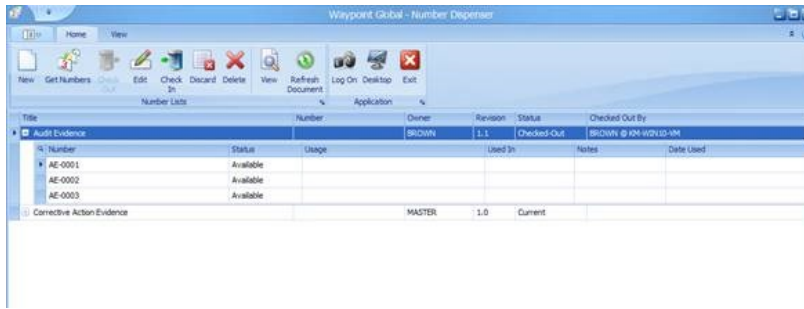 Waypoint Global - Number Dispenser
Home View
New Get Numbers Check Out Edit Check In Discard Delete View Refresh Document Log On Desktop Exit
Number Lists Application
Title Number Owner Revision Status Checked Out By
Audit Evidence BROWN 1.1 Checked-Out BROWN @ KM-WIN10-VM
Number Status Usage Used In Notes Date Used
AE-0001 Available
AE-0002 Available
AE-0003 Available
Corrective Action Evidence MASTER 1.0 Current